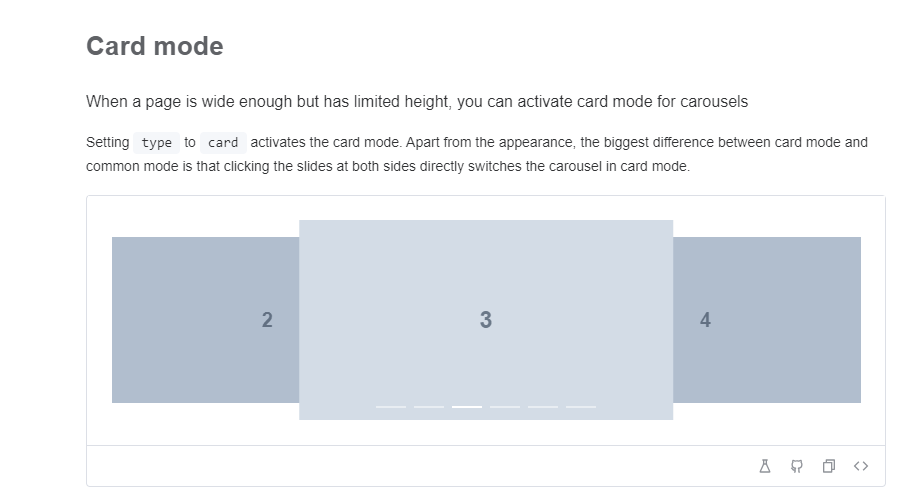 Card mode
When a page is wide enough but has limited height, you can activate card mode for carousels
Setting type to card activates the card mode. Apart from the appearance, the biggest difference between card mode and
common mode is that clicking the slides at both sides directly switches the carousel in card mode.
2 3 4